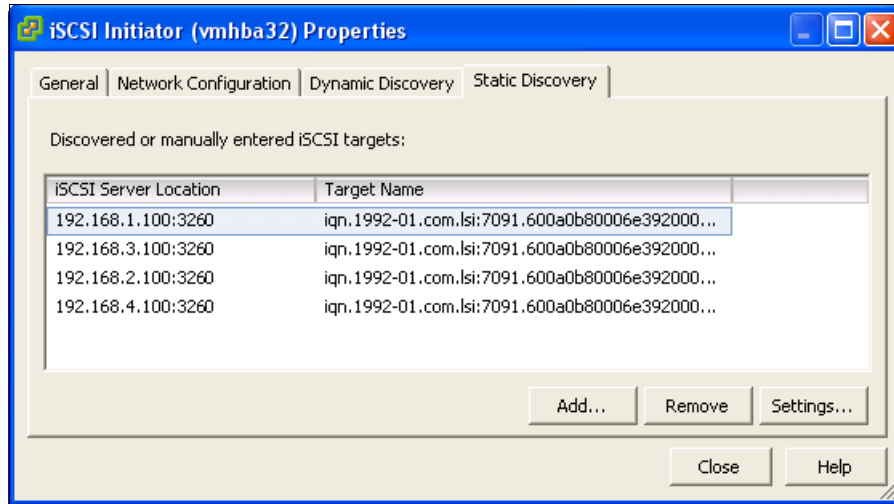 iSCSI Initiator (vmhba32) Properties
General Network Configuration Dynamic Discovery Static Discovery
Discovered or manually entered iSCSI targets:
iSCSI Server Location Target Name
192.168.1.100:3260 iqn.1992-01.com.lsi:7091.600a0b80006e392000...
192.168.3.100:3260 iqn.1992-01.com.lsi:7091.600a0b80006e392000...
192.168.2.100:3260 iqn.1992-01.com.lsi:7091.600a0b80006e392000...
192.168.4.100:3260 iqn.1992-01.com.lsi:7091.600a0b80006e392000...
Add... Remove Settings...
Close Help